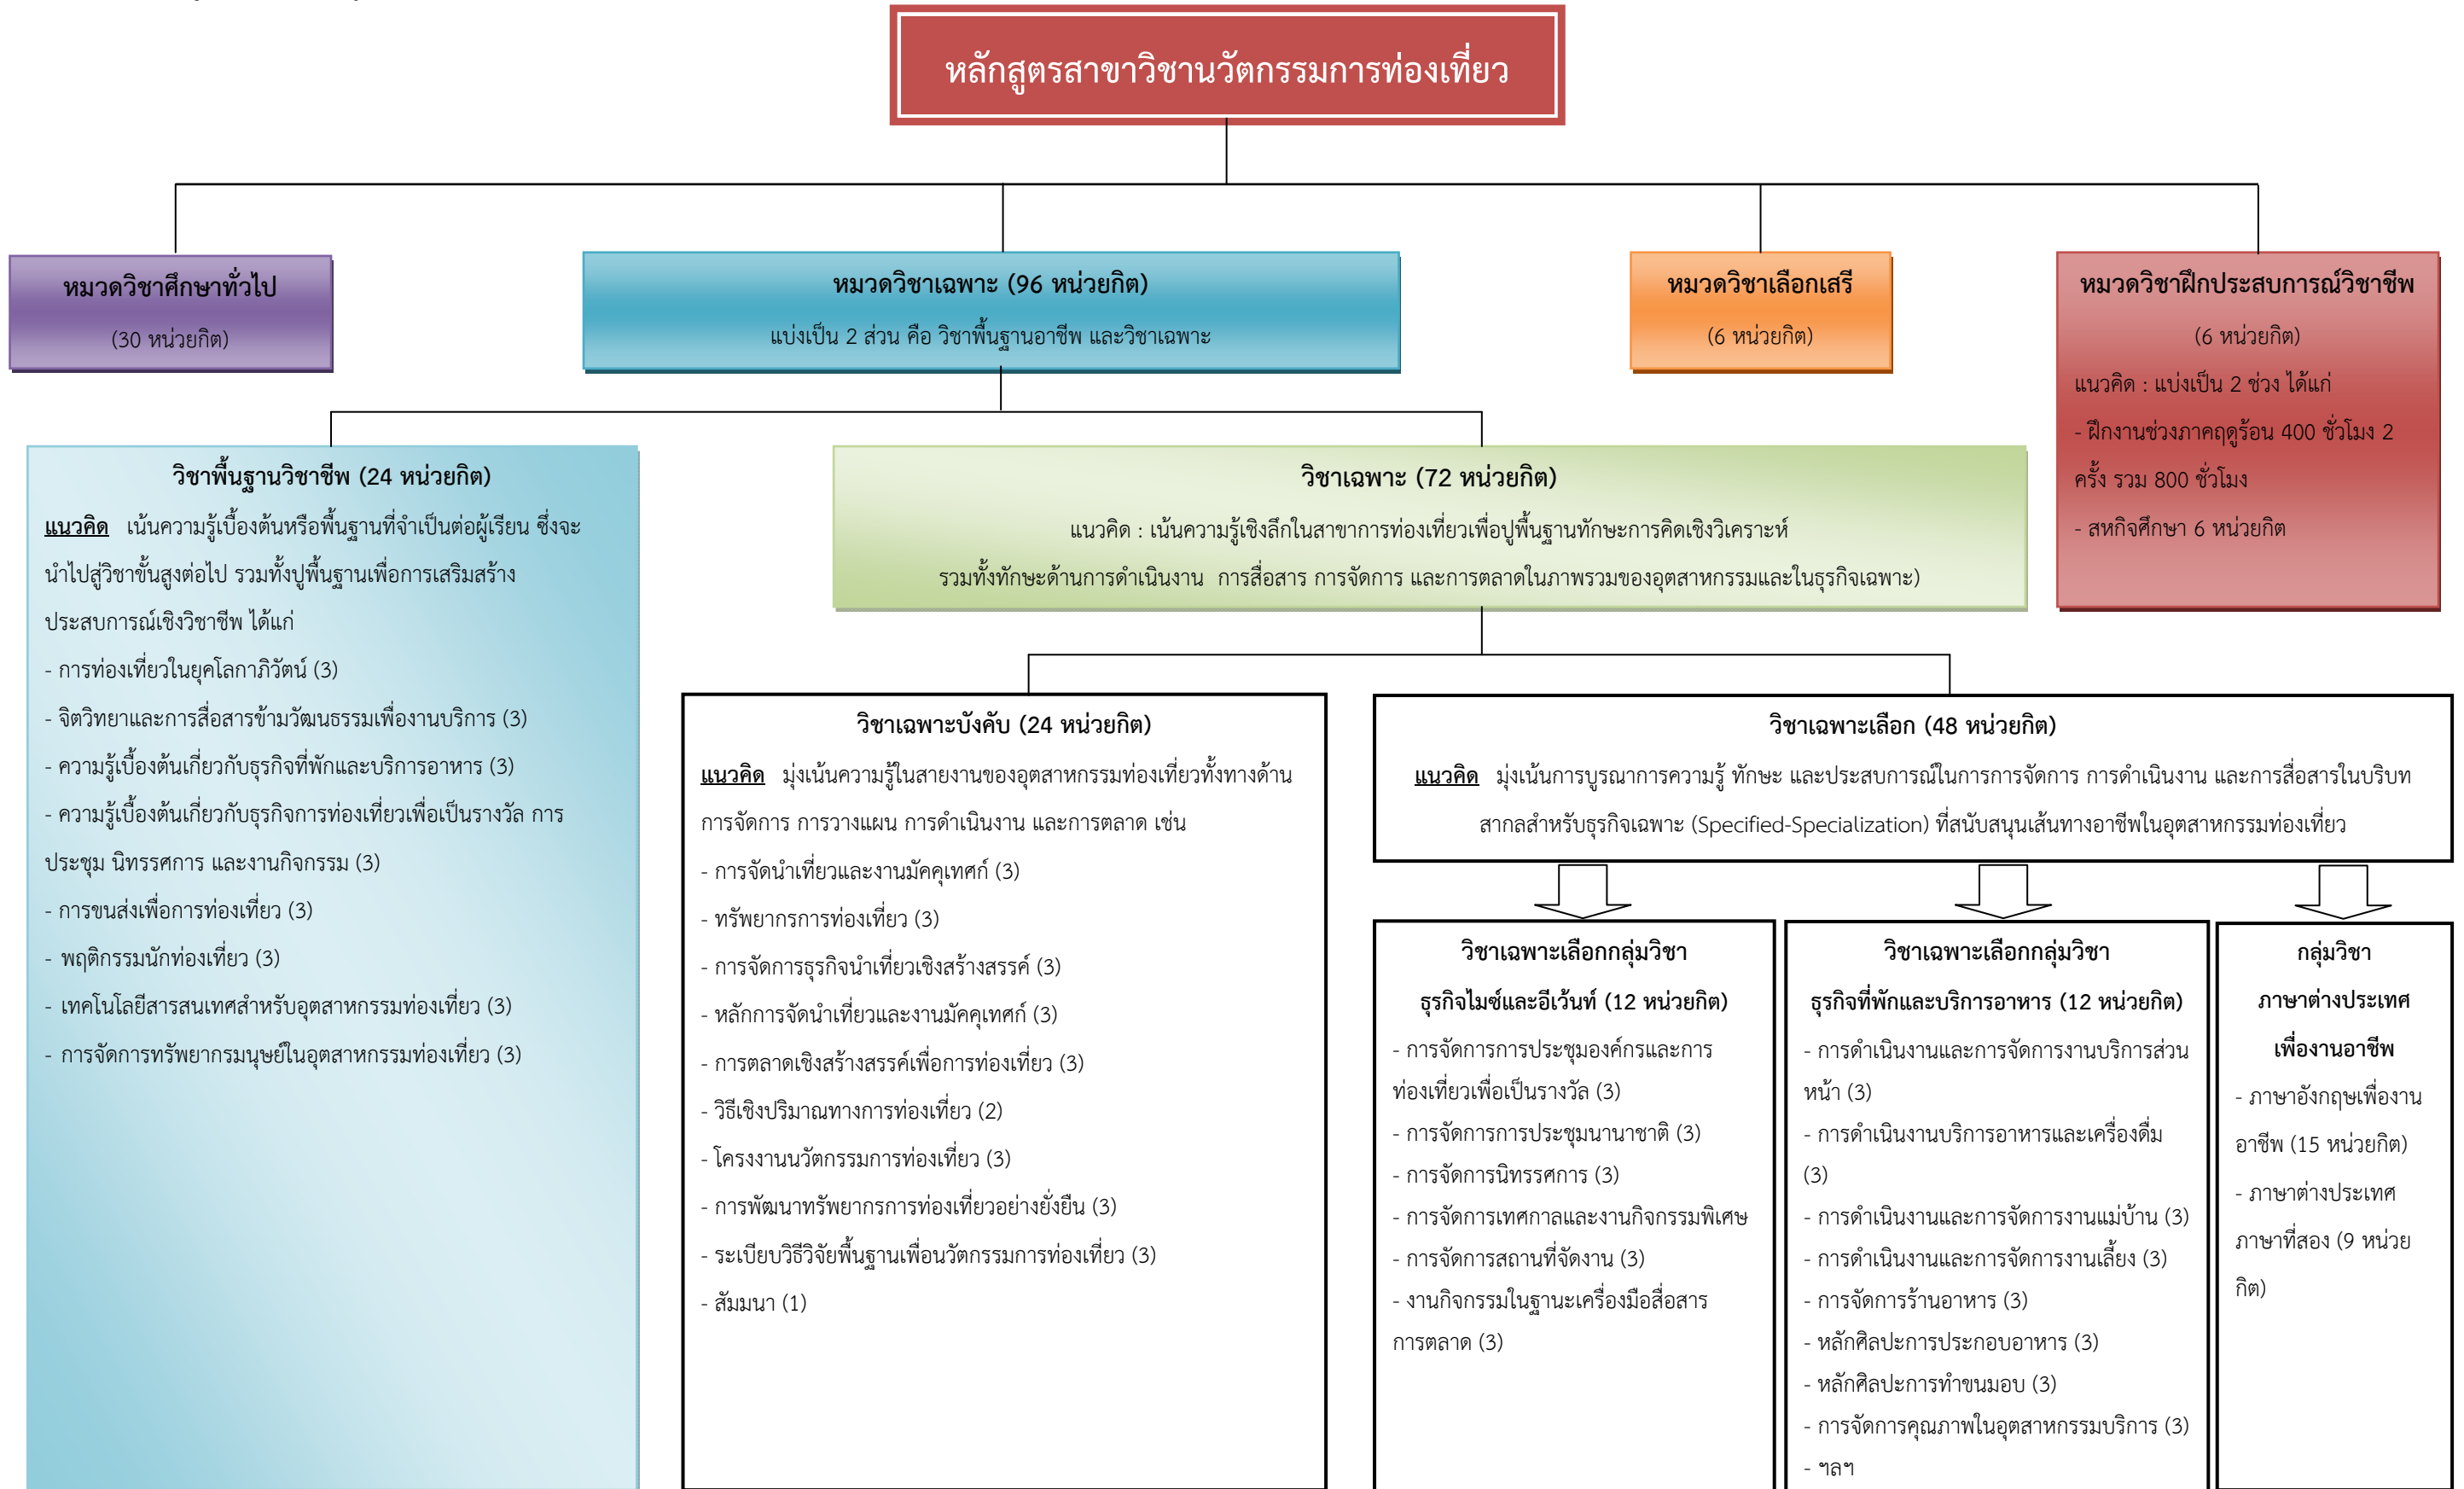 หลักสูตรสาขาวิชานวัตกรรมการท่องเที่ยว
หมวดวิชาศึกษาทั่วไป
(30 หน่วยกิต)
หมวดวิชาเฉพาะ (96 หน่วยกิต)
แบ่งเป็น 2 ส่วน คือ วิชาพื้นฐานอาชีพ และวิชาเฉพาะ
หมวดวิชาเลือกเสรี
(6 หน่วยกิต)
หมวดวิชาฝึกประสบการณ์วิชาชีพ
(6 หน่วยกิต)
แนวคิด : แบ่งเป็น 2 ช่วง ได้แก่
- ฝึกงานช่วงภาคฤดูร้อน 400 ชั่วโมง 2
ครั้ง รวม 800 ชั่วโมง
- สหกิจศึกษา 6 หน่วยกิต
วิชาพื้นฐานวิชาชีพ (24 หน่วยกิต)
แนวคิด เน้นความรู้เบื้องต้นหรือพื้นฐานที่จำเป็นต่อผู้เรียน ซึ่งจะ
นำไปสู่วิชาขั้นสูงต่อไป รวมทั้งปูพื้นฐานเพื่อการเสริมสร้าง
ประสบการณ์เชิงวิชาชีพ ได้แก่
- การท่องเที่ยวในยุคโลกาภิวัตน์ (3)
- จิตวิทยาและการสื่อสารข้ามวัฒนธรรมเพื่องานบริการ (3)
- ความรู้เบื้องต้นเกี่ยวกับธุรกิจที่พักและบริการอาหาร (3)
- ความรู้เบื้องต้นเกี่ยวกับธุรกิจการท่องเที่ยวเพื่อเป็นรางวัล การ
ประชุม นิทรรศการ และงานกิจกรรม (3)
- การขนส่งเพื่อการท่องเที่ยว (3)
- พฤติกรรมนักท่องเที่ยว (3)
- เทคโนโลยีสารสนเทศสำหรับอุตสาหกรรมท่องเที่ยว (3)
- การจัดการทรัพยากรมนุษย์ในอุตสาหกรรมท่องเที่ยว (3)
วิชาเฉพาะ (72 หน่วยกิต)
แนวคิด : เน้นความรู้เชิงลึกในสาขาการท่องเที่ยวเพื่อปูพื้นฐานทักษะการคิดเชิงวิเคราะห์
รวมทั้งทักษะด้านการดำเนินงาน การสื่อสาร การจัดการ และการตลาดในภาพรวมของอุตสาหกรรมและในธุรกิจเฉพาะ)
วิชาเฉพาะบังคับ (24 หน่วยกิต)
แนวคิด มุ่งเน้นความรู้ในสายงานของอุตสาหกรรมท่องเที่ยวทั้งทางด้าน
การจัดการ การวางแผน การดำเนินงาน และการตลาด เช่น
- การจัดนำเที่ยวและงานมัคคุเทศก์ (3)
- ทรัพยากรการท่องเที่ยว (3)
- การจัดการธุรกิจนำเที่ยวเชิงสร้างสรรค์ (3)
- หลักการจัดนำเที่ยวและงานมัคคุเทศก์ (3)
- การตลาดเชิงสร้างสรรค์เพื่อการท่องเที่ยว (3)
- วิธีเชิงปริมาณทางการท่องเที่ยว (2)
- โครงงานนวัตกรรมการท่องเที่ยว (3)
- การพัฒนาทรัพยากรการท่องเที่ยวอย่างยั่งยืน (3)
- ระเบียบวิธีวิจัยพื้นฐานเพื่อนวัตกรรมการท่องเที่ยว (3)
- สัมมนา (1)
วิชาเฉพาะเลือก (48 หน่วยกิต)
แนวคิด มุ่งเน้นการบูรณาการความรู้ ทักษะ และประสบการณ์ในการการจัดการ การดำเนินงาน และการสื่อสารในบริบท
สากลสำหรับธุรกิจเฉพาะ (Specified-Specialization) ที่สนับสนุนเส้นทางอาชีพในอุตสาหกรรมท่องเที่ยว
วิชาเฉพาะเลือกกลุ่มวิชา
ธุรกิจไมซ์และอีเว้นท์ (12 หน่วยกิต)
- การจัดการการประชุมองค์กรและการ
ท่องเที่ยวเพื่อเป็นรางวัล (3)
- การจัดการการประชุมนานาชาติ (3)
- การจัดการนิทรรศการ (3)
- การจัดการเทศกาลและงานกิจกรรมพิเศษ
- การจัดการสถานที่จัดงาน (3)
- งานกิจกรรมในฐานะเครื่องมือสื่อสาร
การตลาด (3)
วิชาเฉพาะเลือกกลุ่มวิชา
ธุรกิจที่พักและบริการอาหาร (12 หน่วยกิต)
- การดำเนินงานและการจัดการงานบริการส่วน
หน้า (3)
- การดำเนินงานบริการอาหารและเครื่องดื่ม
(3)
- การดำเนินงานและการจัดการงานแม่บ้าน (3)
- การดำเนินงานและการจัดการงานเลี้ยง (3)
- การจัดการร้านอาหาร (3)
- หลักศิลปะการประกอบอาหาร (3)
- หลักศิลปะการทำขนมอบ (3)
- การจัดการคุณภาพในอุตสาหกรรมบริการ (3)
- ฯลฯ
กลุ่มวิชา
ภาษาต่างประเทศ
เพื่องานอาชีพ
- ภาษาอังกฤษเพื่องาน
อาชีพ (15 หน่วยกิต)
- ภาษาต่างประเทศ
ภาษาที่สอง (9 หน่วย
กิต)